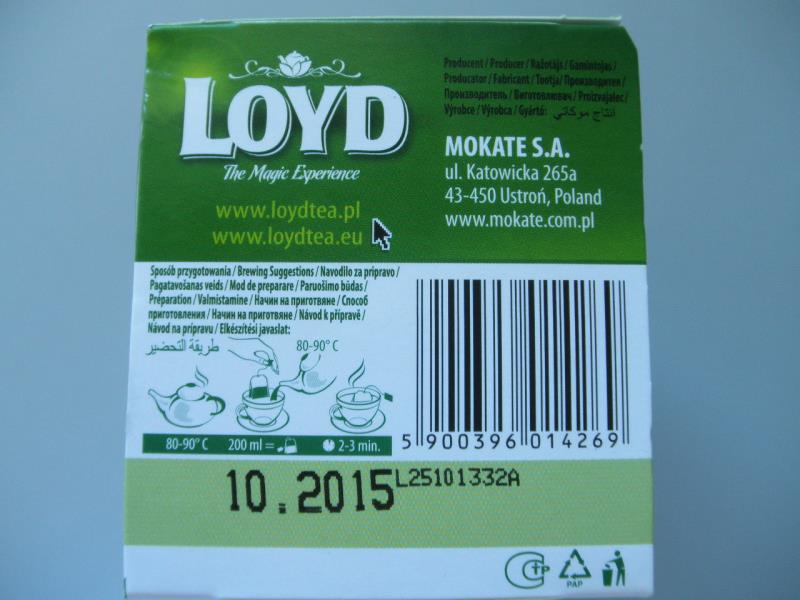 LOYD
The Magic Experience
www.loydtea.pl
www.loydtea.eu
Producent / Producer / Ražotājs / Gamintojas /
Producator / Fabricant / Tootja / Производител /
Производитель / Виготовлювач / Proizvajalec /
Výrobce / Výrobca / Gyártó: انتاج موكاتي
MOKATE S.A.
ul. Katowicka 265a
43-450 Ustroń, Poland
www.mokate.com.pl
Sposób przygotowania / Brewing Suggestions / Navodilo za pripravo /
Pagatavošanas veids / Mod de preparare / Paruošimo būdas /
Préparation / Valmistamine / Начин на приготвяне / Способ
приготовления / Начин на приготвяне / Návod k přípravě /
Návod na prípravu / Elkészítési javaslat:
طريقة التحضير
80-90° C
80-90° C 200 ml = 2-3 min.
5 900396 014269
10.2015 L25101332A
CTP
PAP